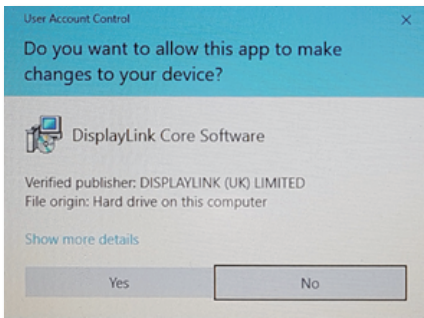 User Account Control
Do you want to allow this app to make
changes to your device?
DisplayLink Core Software
Verified publisher: DISPLAYLINK (UK) LIMITED
File origin: Hard drive on this computer
Show more details
Yes
No